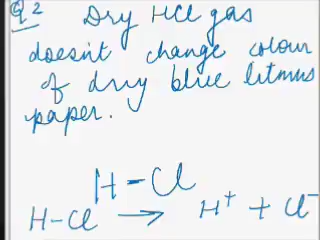 Q2 Dry HCl gas
doesn't change colour
of dry blue litmus
paper.
H-Cl
H-Cl → H⁺ + Cl⁻